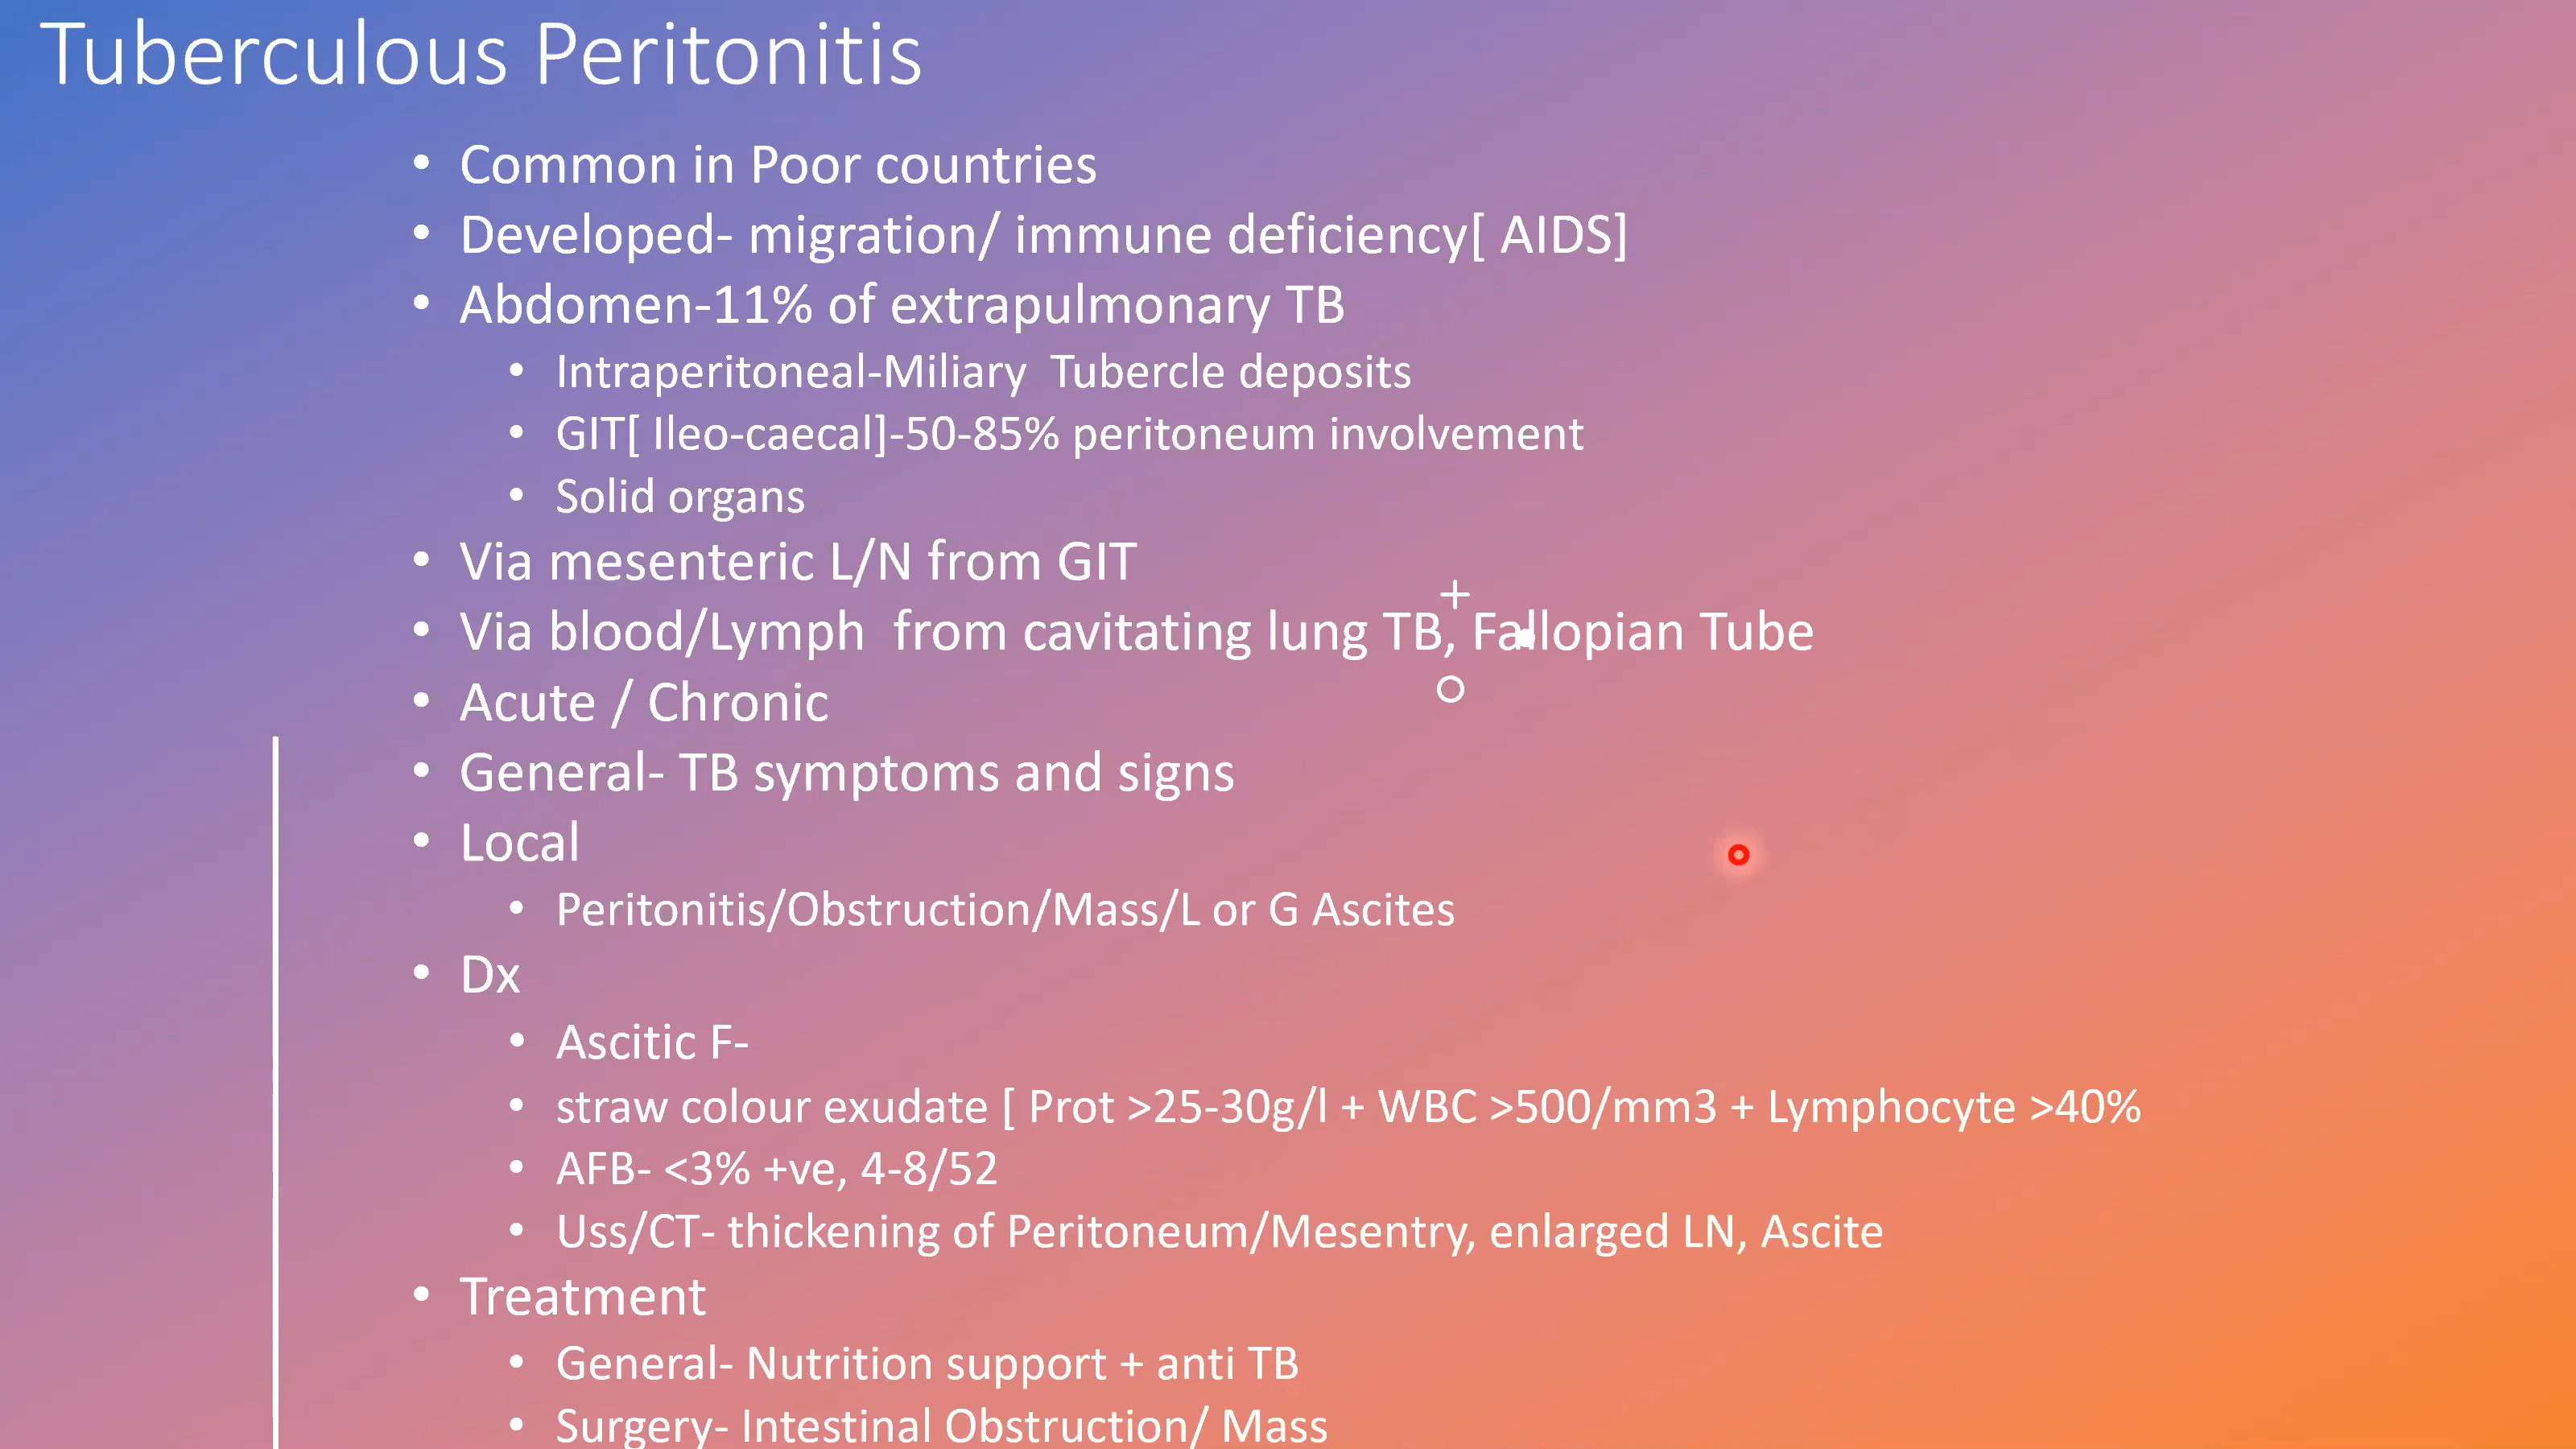 Tuberculous Peritonitis
• Common in Poor countries
• Developed- migration/ immune deficiency[ AIDS]
• Abdomen-11% of extrapulmonary TB
• Intraperitoneal-Miliary  Tubercle deposits
• GIT[ Ileo-caecal]-50-85% peritoneum involvement
• Solid organs
• Via mesenteric L/N from GIT
• Via blood/Lymph  from cavitating lung TB, Fallopian Tube
• Acute / Chronic
• General- TB symptoms and signs
• Local
• Peritonitis/Obstruction/Mass/L or G Ascites
• Dx
• Ascitic F-
• straw colour exudate [ Prot >25-30g/l + WBC >500/mm3 + Lymphocyte >40%
• AFB- <3% +ve, 4-8/52
• Uss/CT- thickening of Peritoneum/Mesentry, enlarged LN, Ascite
• Treatment
• General- Nutrition support + anti TB
• Surgery- Intestinal Obstruction/ Mass